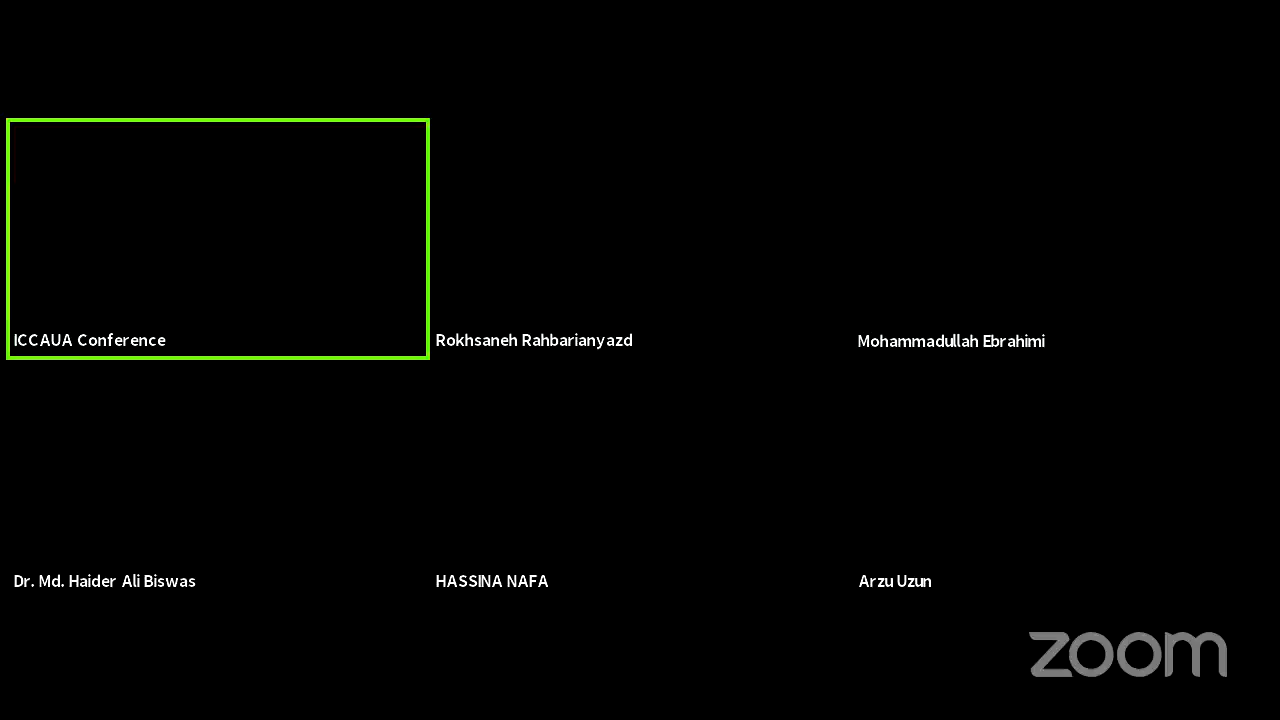 ICCAUA Conference
Rokhsaneh Rahbarianyazd
Mohammadullah Ebrahimi
Dr. Md. Haider Ali Biswas
HASSINA NAFA
Arzu Uzun
zoom